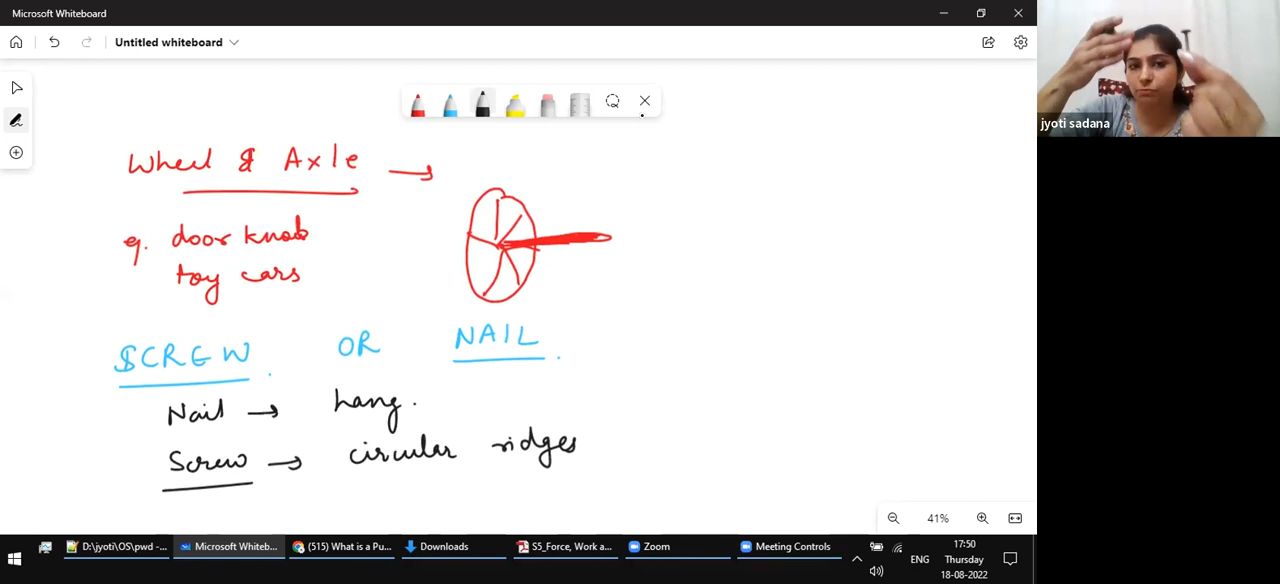 Microsoft Whiteboard
Untitled whiteboard
jyoti sadana
Wheel & Axle →
eg. door knob
toy cars
SCREW. OR NAIL.
Nail → hang.
Screw → circular ridges
41%
D:\jyoti\OS\pwd -... Microsoft Whiteb... (515) What is a Pu... Downloads S5_Force, Work a... Zoom Meeting Controls ENG
17:50
Thursday
18-08-2022